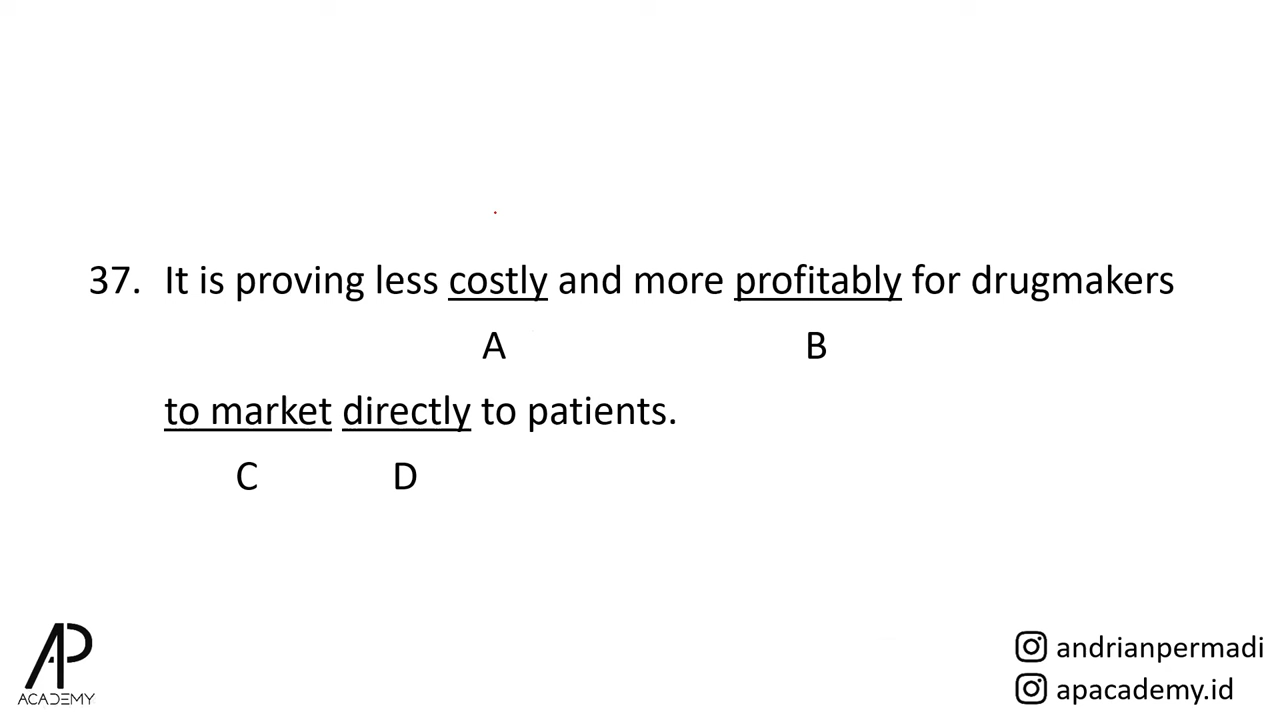 37. It is proving less costly and more profitably for drugmakers
A B
to market directly to patients.
C D
AP
ACADEMY
andrianpermadi
apacademy.id